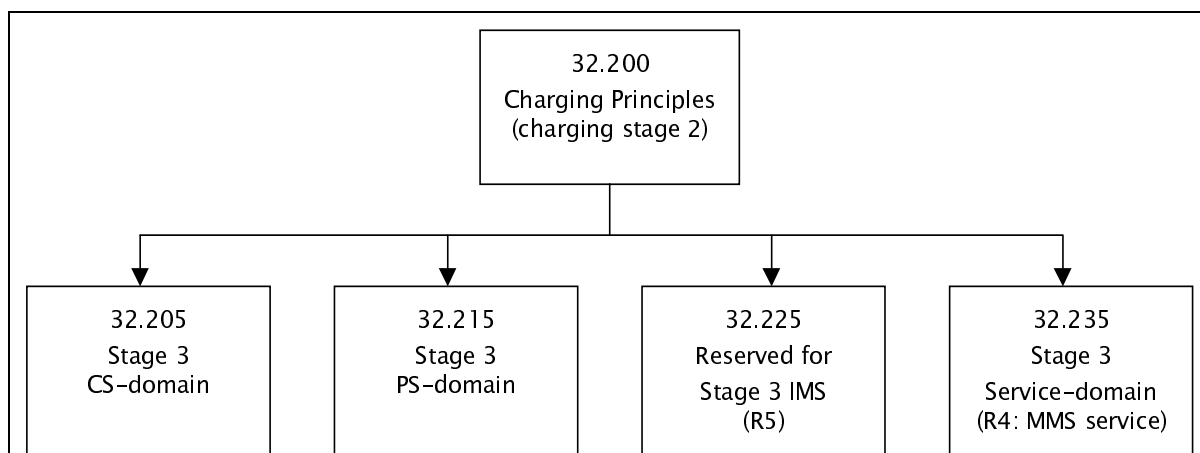 32.200
Charging Principles
(charging stage 2)
32.205
Stage 3
CS-domain
32.215
Stage 3
PS-domain
32.225
Reserved for
Stage 3 IMS
(R5)
32.235
Stage 3
Service-domain
(R4: MMS service)